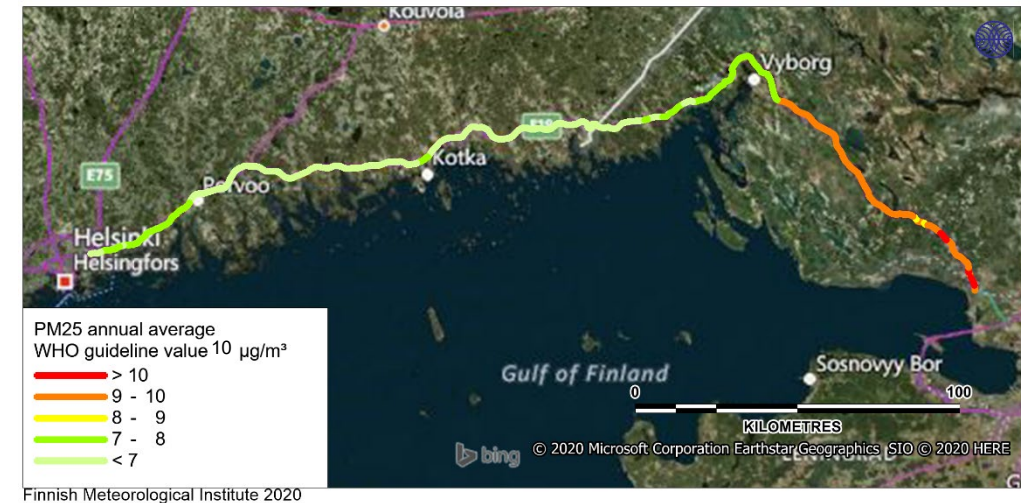 Kouvola
Vyborg
E18
E75
Kotka
Porvoo
Helsinki
Helsingfors
PM25 annual average
WHO guideline value 10 µg/m³
> 10
9 - 10
8 - 9
7 - 8
< 7
Gulf of Finland
Sosnovyy Bor
0 100
KILOMETRES
bing
© 2020 Microsoft Corporation Earthstar Geographics SIO © 2020 HERE
LENINGRAD
G
Finnish Meteorological Institute 2020